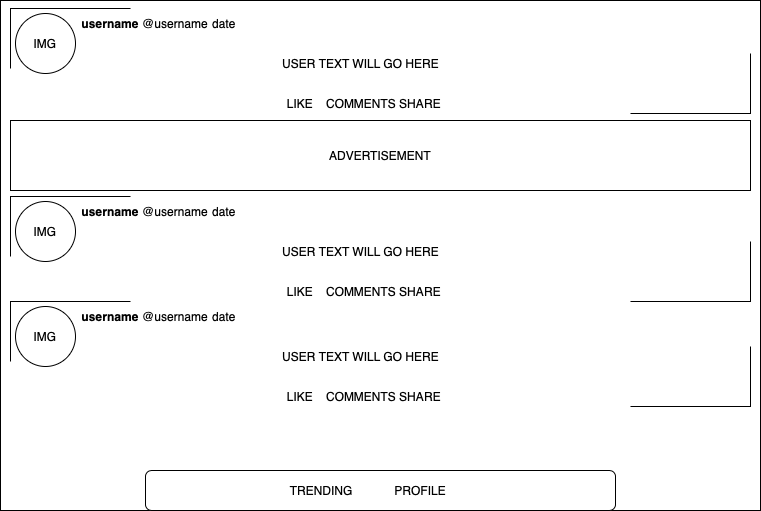 IMG
username @username date
USER TEXT WILL GO HERE
LIKE COMMENTS SHARE
ADVERTISEMENT
IMG
username @username date
USER TEXT WILL GO HERE
LIKE COMMENTS SHARE
IMG
username @username date
USER TEXT WILL GO HERE
LIKE COMMENTS SHARE
TRENDING PROFILE